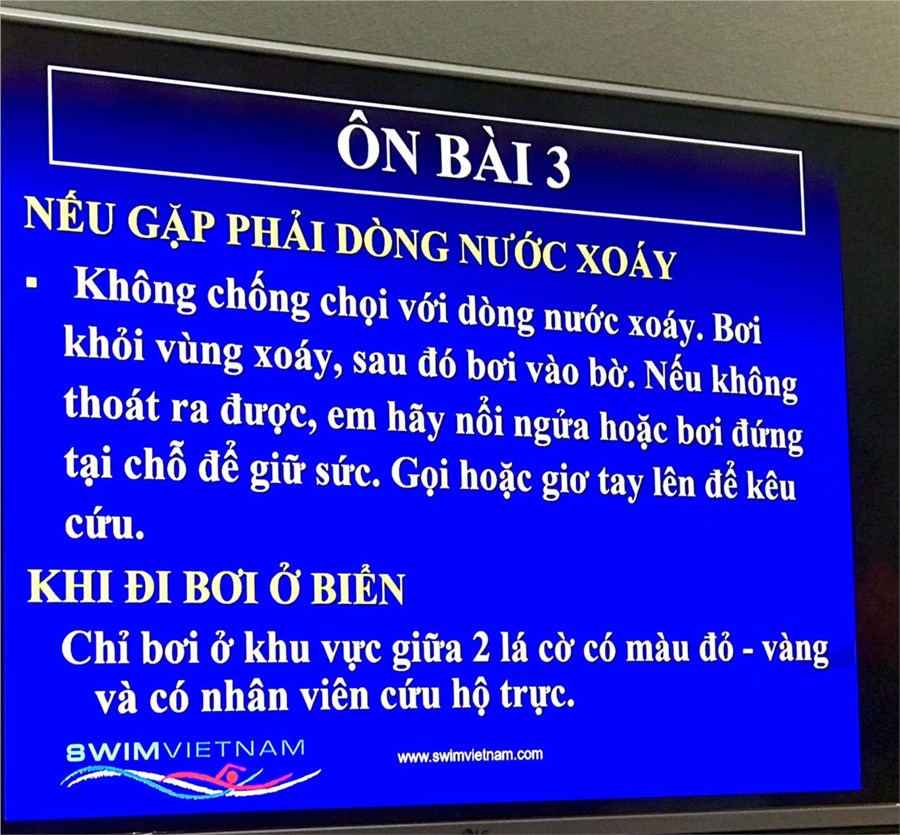 ÔN BÀI 3
NẾU GẶP PHẢI DÒNG NƯỚC XOÁY
▪ Không chống chọi với dòng nước xoáy. Bơi
khỏi vùng xoáy, sau đó bơi vào bờ. Nếu không
thoát ra được, em hãy nổi ngửa hoặc bơi đứng
tại chỗ để giữ sức. Gọi hoặc giơ tay lên để kêu
cứu.
KHI ĐI BƠI Ở BIỂN
Chỉ bơi ở khu vực giữa 2 lá cờ có màu đỏ - vàng
và có nhân viên cứu hộ trực.
SWIMVIETNAM
www.swimvietnam.com
LG